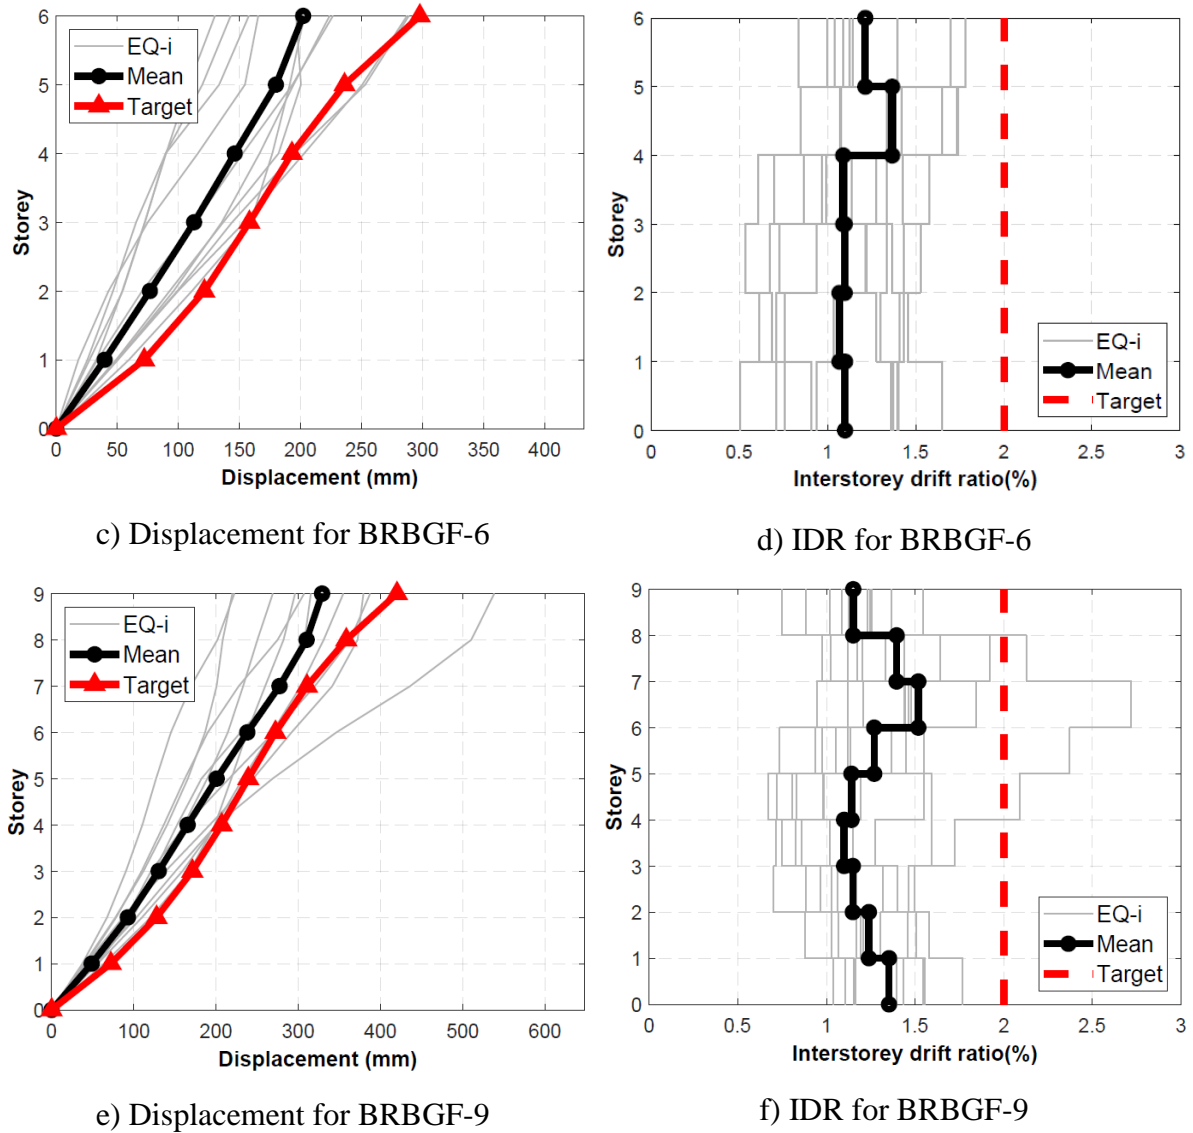 6
5
4
3
2
1
0
Storey
EQ-i
Mean
Target
0 50 100 150 200 250 300 350 400
Displacement (mm)
c) Displacement for BRBGF-6
6
5
4
3
2
1
0
Storey
EQ-i
Mean
Target
0 0.5 1 1.5 2 2.5 3
Interstorey drift ratio(%)
d) IDR for BRBGF-6
9
8
7
6
5
4
3
2
1
0
Storey
EQ-i
Mean
Target
0 100 200 300 400 500 600
Displacement (mm)
e) Displacement for BRBGF-9
9
8
7
6
5
4
3
2
1
0
Storey
EQ-i
Mean
Target
0 0.5 1 1.5 2 2.5 3
Interstorey drift ratio(%)
f) IDR for BRBGF-9